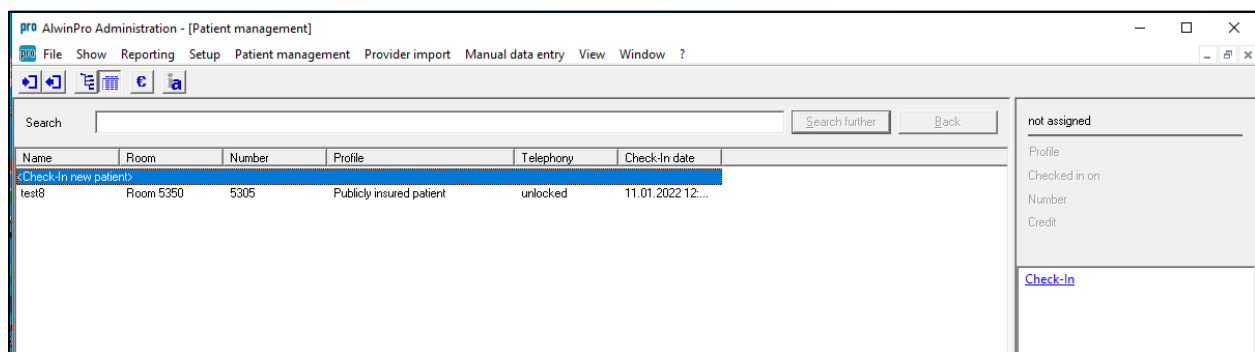 pro AlwinPro Administration - [Patient management]
pro File Show Reporting Setup Patient management Provider import Manual data entry View Window ?
€ ia
Search Search further Back
not assigned
Name Room Number Profile Telephony Check-In date
<Check-In new patient>
test8 Room 5350 5305 Publicly insured patient unlocked 11.01.2022 12:...
Profile
Checked in on
Number
Credit
Check-In